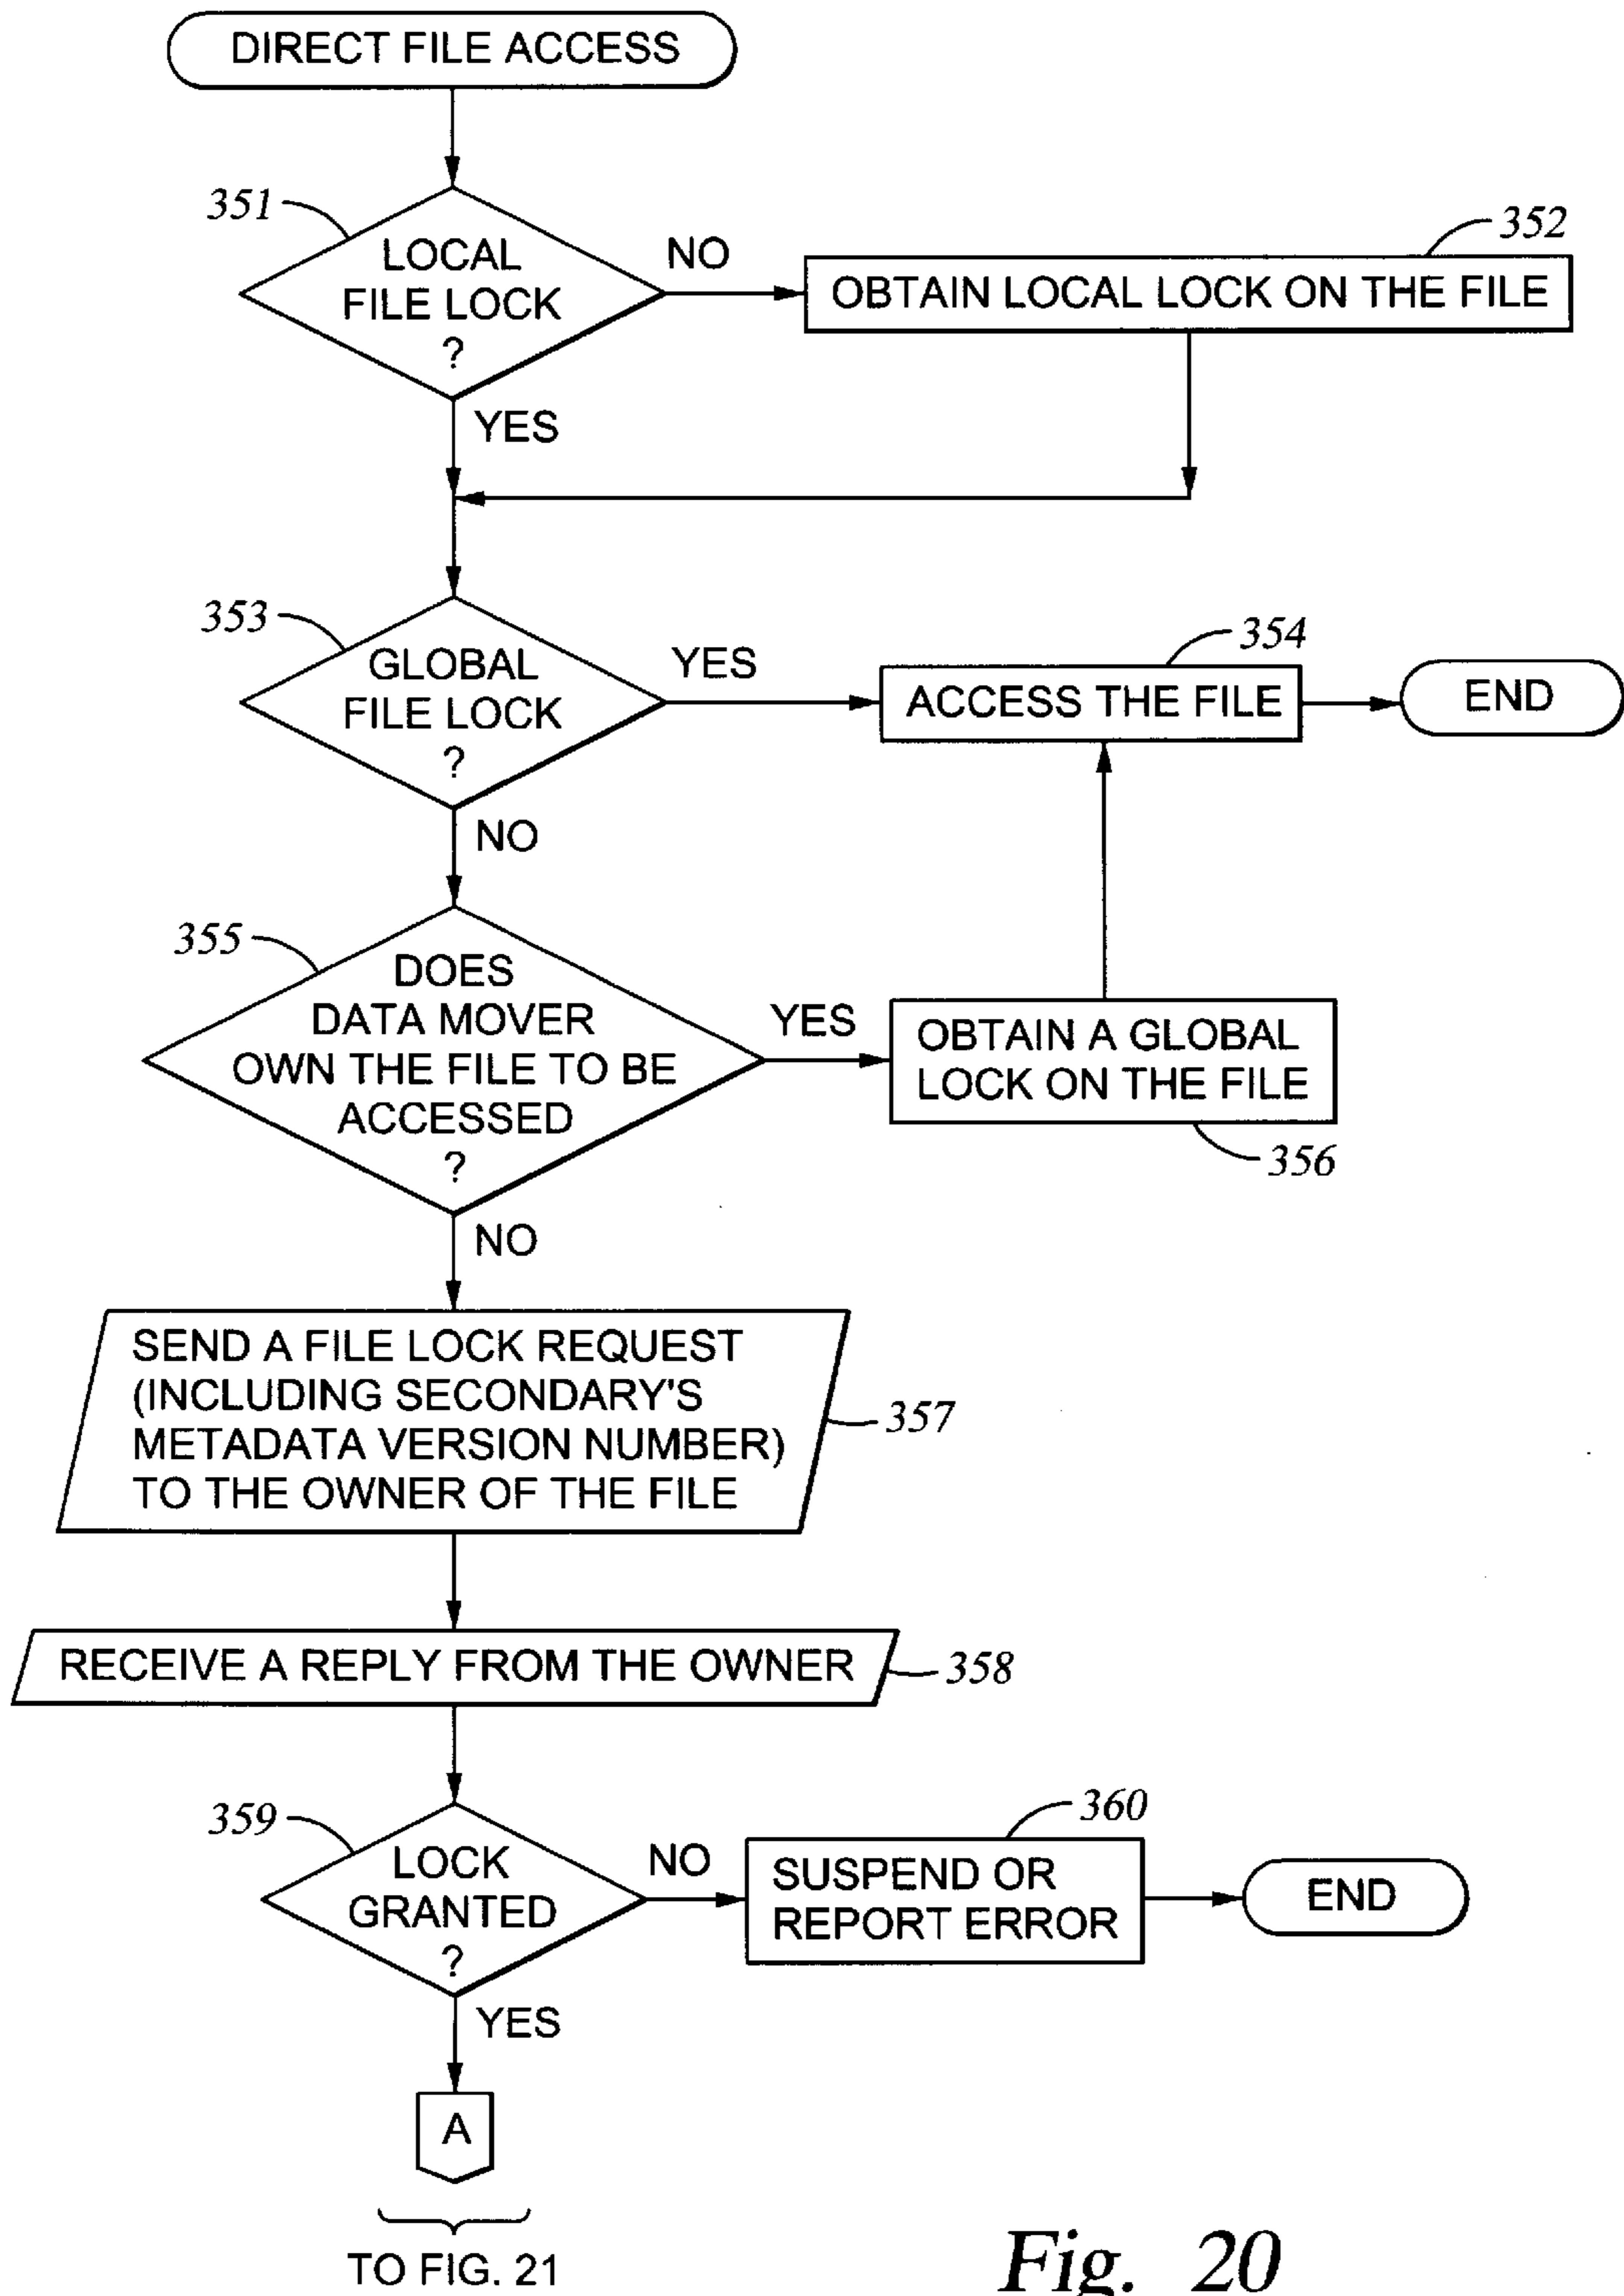 DIRECT FILE ACCESS
351
LOCAL
FILE LOCK
?
NO
352
OBTAIN LOCAL LOCK ON THE FILE
YES
353
GLOBAL
FILE LOCK
?
YES
354
ACCESS THE FILE
END
NO
355
DOES
DATA MOVER
OWN THE FILE TO BE
ACCESSED
?
YES
OBTAIN A GLOBAL
LOCK ON THE FILE
356
NO
SEND A FILE LOCK REQUEST
(INCLUDING SECONDARY'S
METADATA VERSION NUMBER)
TO THE OWNER OF THE FILE
357
RECEIVE A REPLY FROM THE OWNER
358
359
LOCK
GRANTED
?
NO
360
SUSPEND OR
REPORT ERROR
END
YES
A
TO FIG. 21
Fig. 20